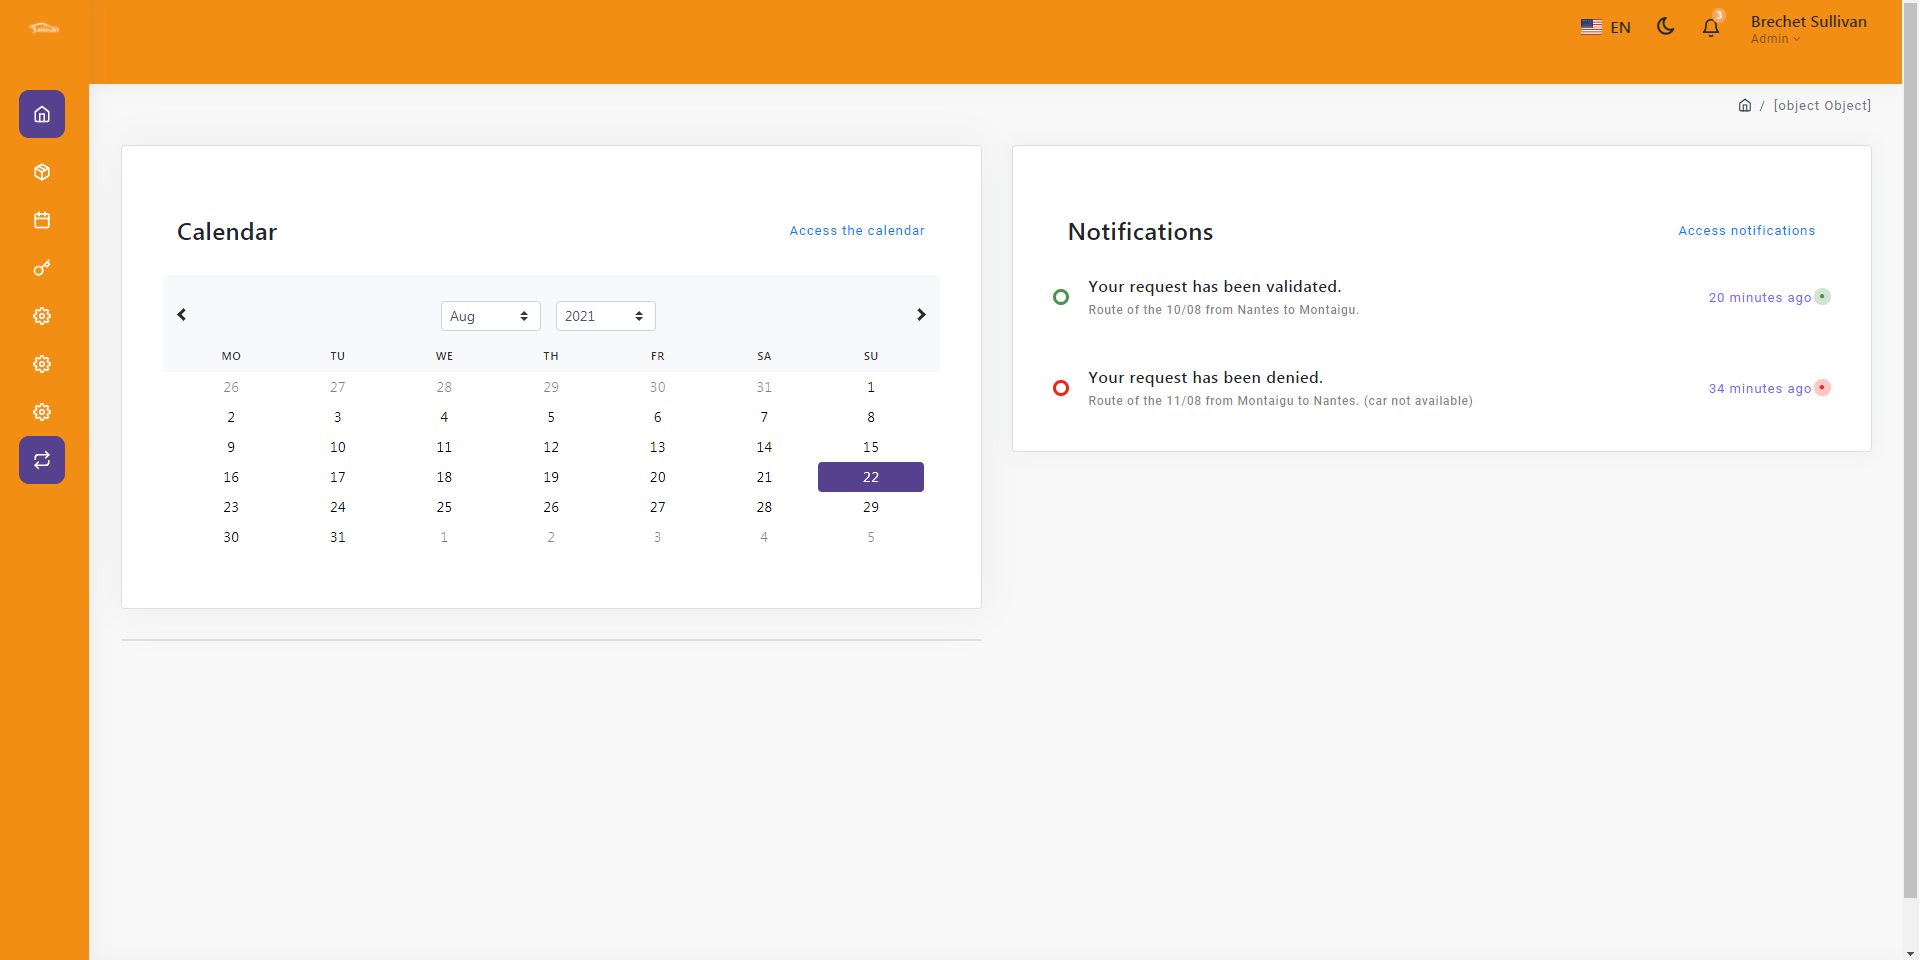 EN
3
Brechet Sullivan
Admin
/ [object Object]
Calendar
Access the calendar
Aug
2021
MO TU WE TH FR SA SU
26 27 28 29 30 31 1
2 3 4 5 6 7 8
9 10 11 12 13 14 15
16 17 18 19 20 21 22
23 24 25 26 27 28 29
30 31 1 2 3 4 5
Notifications
Access notifications
Your request has been validated.
Route of the 10/08 from Nantes to Montaigu.
20 minutes ago
Your request has been denied.
Route of the 11/08 from Montaigu to Nantes. (car not available)
34 minutes ago